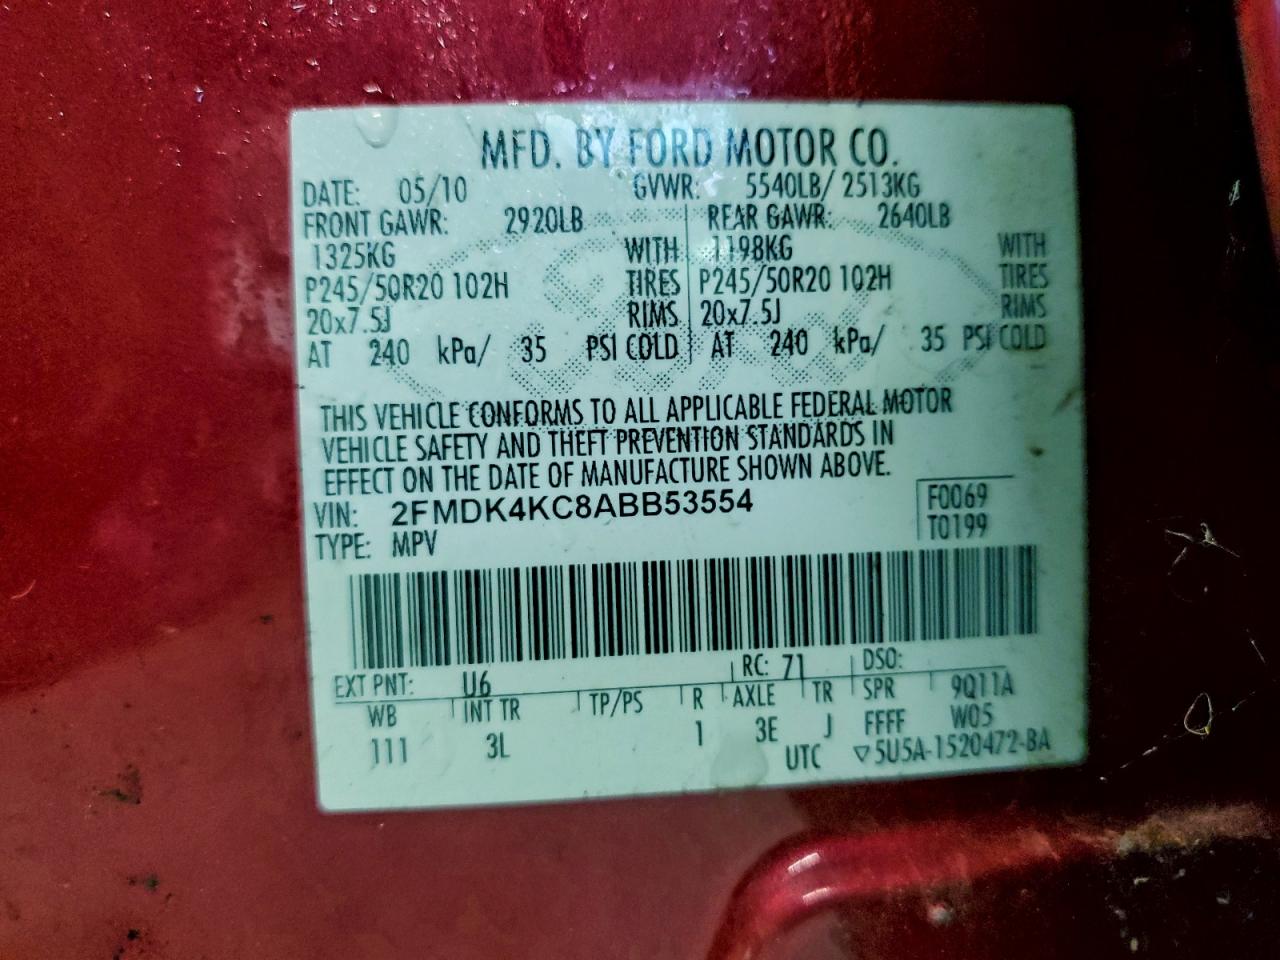 MFD. BY FORD MOTOR CO.
DATE: 05/10 GVWR: 5540LB/ 2513KG
FRONT GAWR: 2920LB REAR GAWR: 2640LB
1325KG WITH 1198KG WITH
P245/50R20 102H TIRES P245/50R20 102H TIRES
20x7.5J RIMS 20x7.5J RIMS
AT 240 kPa/ 35 PSI COLD AT 240 kPa/ 35 PSI COLD
THIS VEHICLE CONFORMS TO ALL APPLICABLE FEDERAL MOTOR
VEHICLE SAFETY AND THEFT PREVENTION STANDARDS IN
EFFECT ON THE DATE OF MANUFACTURE SHOWN ABOVE.
VIN: 2FMDK4KC8ABB53554 F0069
TYPE: MPV T0199
EXT PNT: U6 RC: 71 DSO:
WB INT TR TP/PS R AXLE TR SPR 9Q11A
111 3L 1 3E J FFFF W05
UTC ▽5U5A-1520472-BA